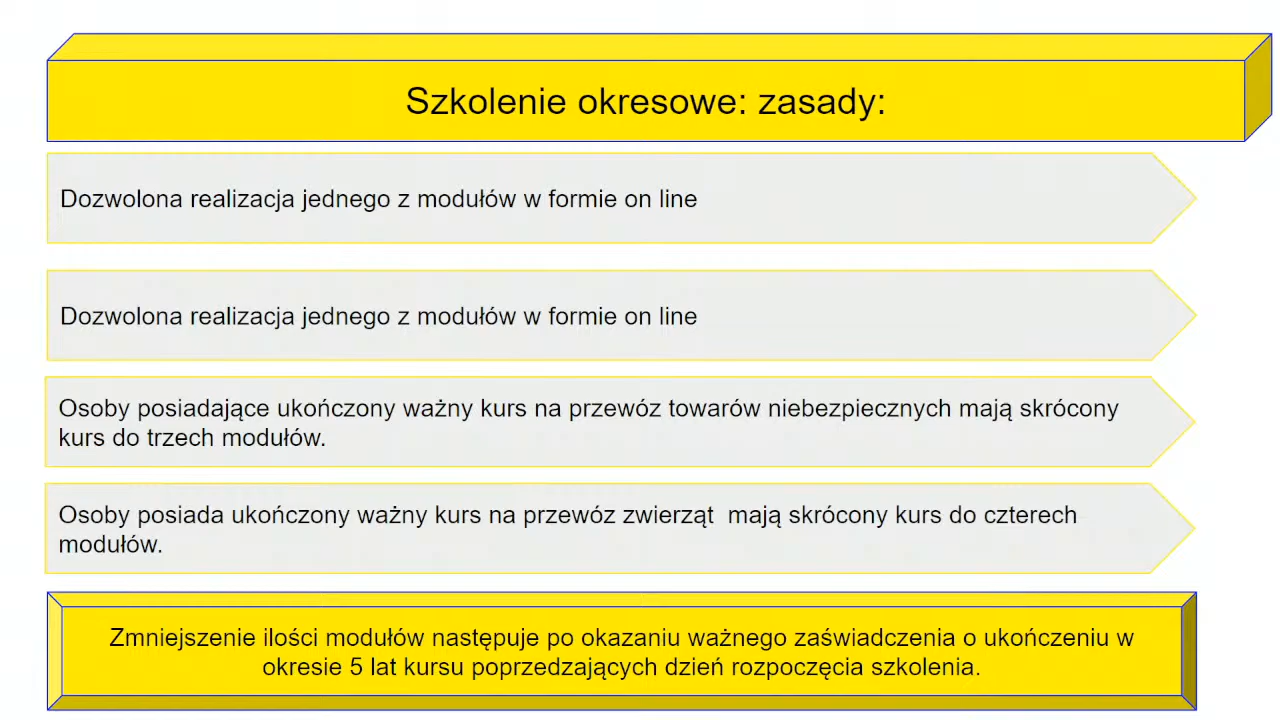 Szkolenie okresowe: zasady:
Dozwolona realizacja jednego z modułów w formie on line
Dozwolona realizacja jednego z modułów w formie on line
Osoby posiadające ukończony ważny kurs na przewóz towarów niebezpiecznych mają skrócony
kurs do trzech modułów.
Osoby posiada ukończony ważny kurs na przewóz zwierząt  mają skrócony kurs do czterech
modułów.
Zmniejszenie ilości modułów następuje po okazaniu ważnego zaświadczenia o ukończeniu w
okresie 5 lat kursu poprzedzających dzień rozpoczęcia szkolenia.